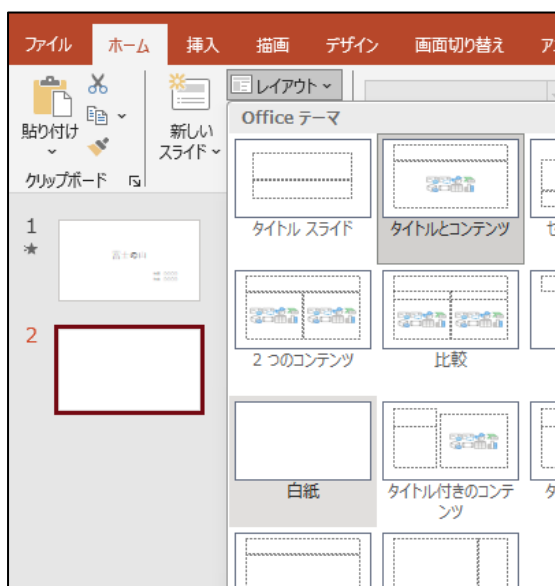 ファイル ホーム 挿入 描画 デザイン 画面切り替え
レイアウト
貼り付け
新しい
スライド
クリップボード
Office テーマ
タイトル スライド
タイトルとコンテンツ
2 つのコンテンツ
比較
白紙
タイトル付きのコンテ
ンツ
1
2